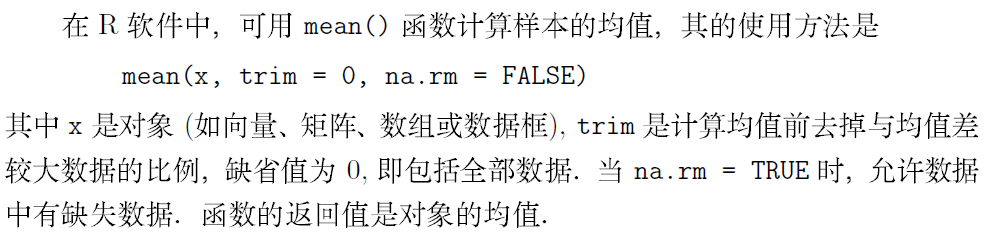 在 R 软件中, 可用 mean() 函数计算样本的均值, 其的使用方法是
mean(x, trim = 0, na.rm = FALSE)
其中 x 是对象 (如向量、矩阵、数组或数据框), trim 是计算均值前去掉与均值差
较大数据的比例, 缺省值为 0, 即包括全部数据. 当 na.rm = TRUE 时, 允许数据
中有缺失数据. 函数的返回值是对象的均值.